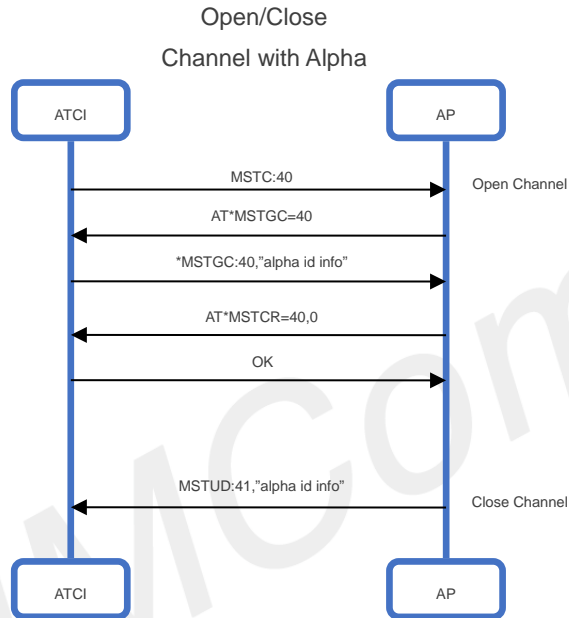 Open/Close
Channel with Alpha
ATCI
AP
MSTC:40
Open Channel
AT*MSTGC=40
*MSTGC:40,”alpha id info”
AT*MSTCR=40,0
OK
MSTUD:41,”alpha id info”
Close Channel
ATCI
AP